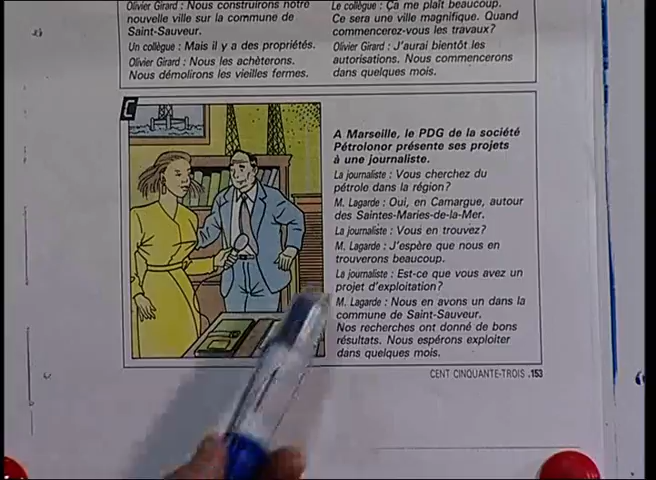 Olivier Girard : Nous construirons notre
nouvelle ville sur la commune de
Saint-Sauveur.
Un collègue : Mais il y a des propriétés.
Olivier Girard : Nous les achèterons.
Nous démolirons les vieilles fermes.
Le collègue : Ça me plaît beaucoup.
Ce sera une ville magnifique. Quand
commencerez-vous les travaux?
Olivier Girard : J'aurai bientôt les
autorisations. Nous commencerons
dans quelques mois.
C
A Marseille, le PDG de la société
Pétrolonor présente ses projets
à une journaliste.
La journaliste : Vous cherchez du
pétrole dans la région?
M. Lagarde : Oui, en Camargue, autour
des Saintes-Maries-de-la-Mer.
La journaliste : Vous en trouvez?
M. Lagarde : J'espère que nous en
trouverons beaucoup.
La journaliste : Est-ce que vous avez un
projet d'exploitation?
M. Lagarde : Nous en avons un dans la
commune de Saint-Sauveur.
Nos recherches ont donné de bons
résultats. Nous espérons exploiter
dans quelques mois.
CENT CINQUANTE-TROIS .153